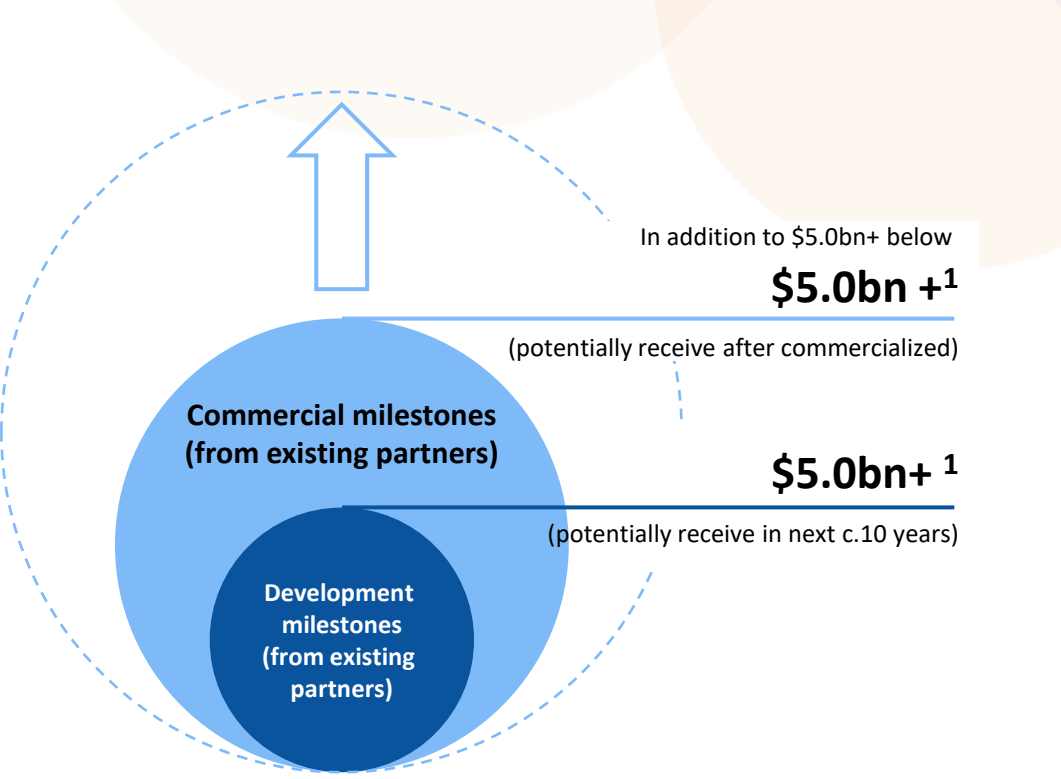 In addition to $5.0bn+ below
$5.0bn +1
(potentially receive after commercialized)
Commercial milestones
(from existing partners)
$5.0bn+ 1
(potentially receive in next c.10 years)
Development
milestones
(from existing
partners)